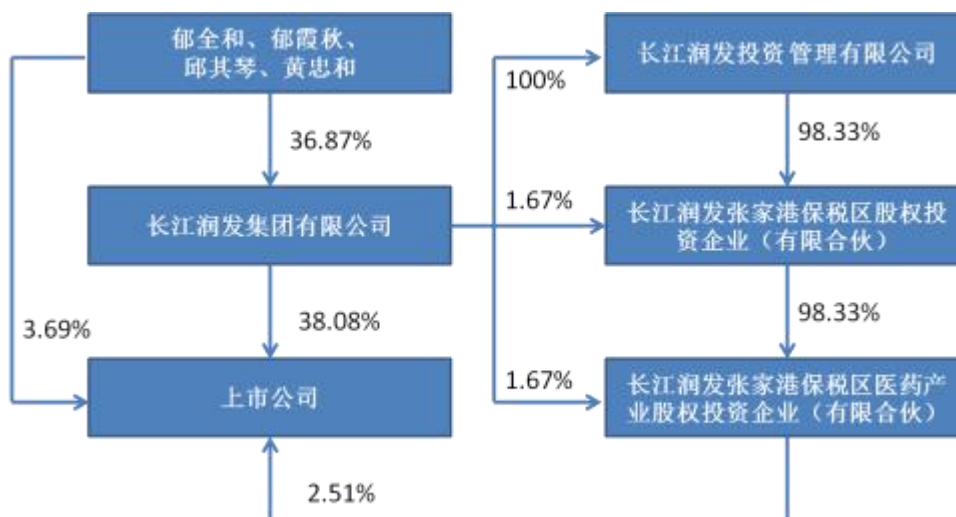 郁全和、郁霞秋、
邱其琴、黄忠和
长江润发投资管理有限公司
100%
36.87%
98.33%
长江润发集团有限公司
1.67%
长江润发张家港保税区股权投
资企业（有限合伙）
3.69%
38.08%
98.33%
上市公司
1.67%
长江润发张家港保税区医药产
业股权投资企业（有限合伙）
2.51%